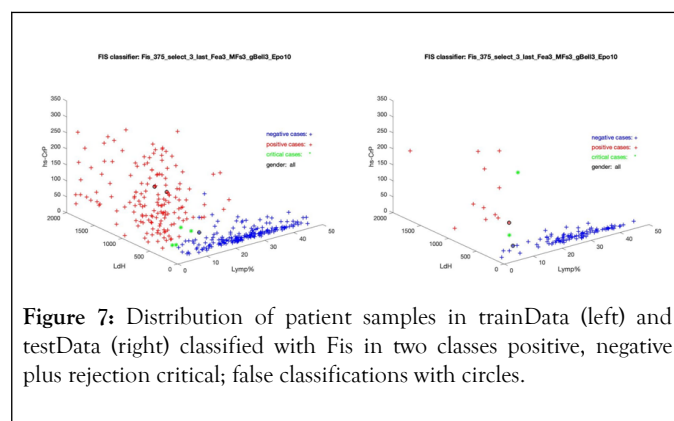 FIS classifier: Fis_375_select_3_last_Fea3_MFs3_gBell3_Epo10
350
300
250
200
150
100
50
0
hs-CrP
2000
1500
1000
500
0
LdH
0
10
20
30
40
50
Lymp%
negative cases: +
positive cases: +
critical cases: *
gender: all
FIS classifier: Fis_375_select_3_last_Fea3_MFs3_gBell3_Epo10
350
300
250
200
150
100
50
0
hs-CrP
2000
1500
1000
500
0
LdH
0
10
20
30
40
50
Lymp%
negative cases: +
positive cases: +
critical cases: *
gender: all
Figure 7: Distribution of patient samples in trainData (left) and
testData (right) classified with Fis in two classes positive, negative
plus rejection critical; false classifications with circles.